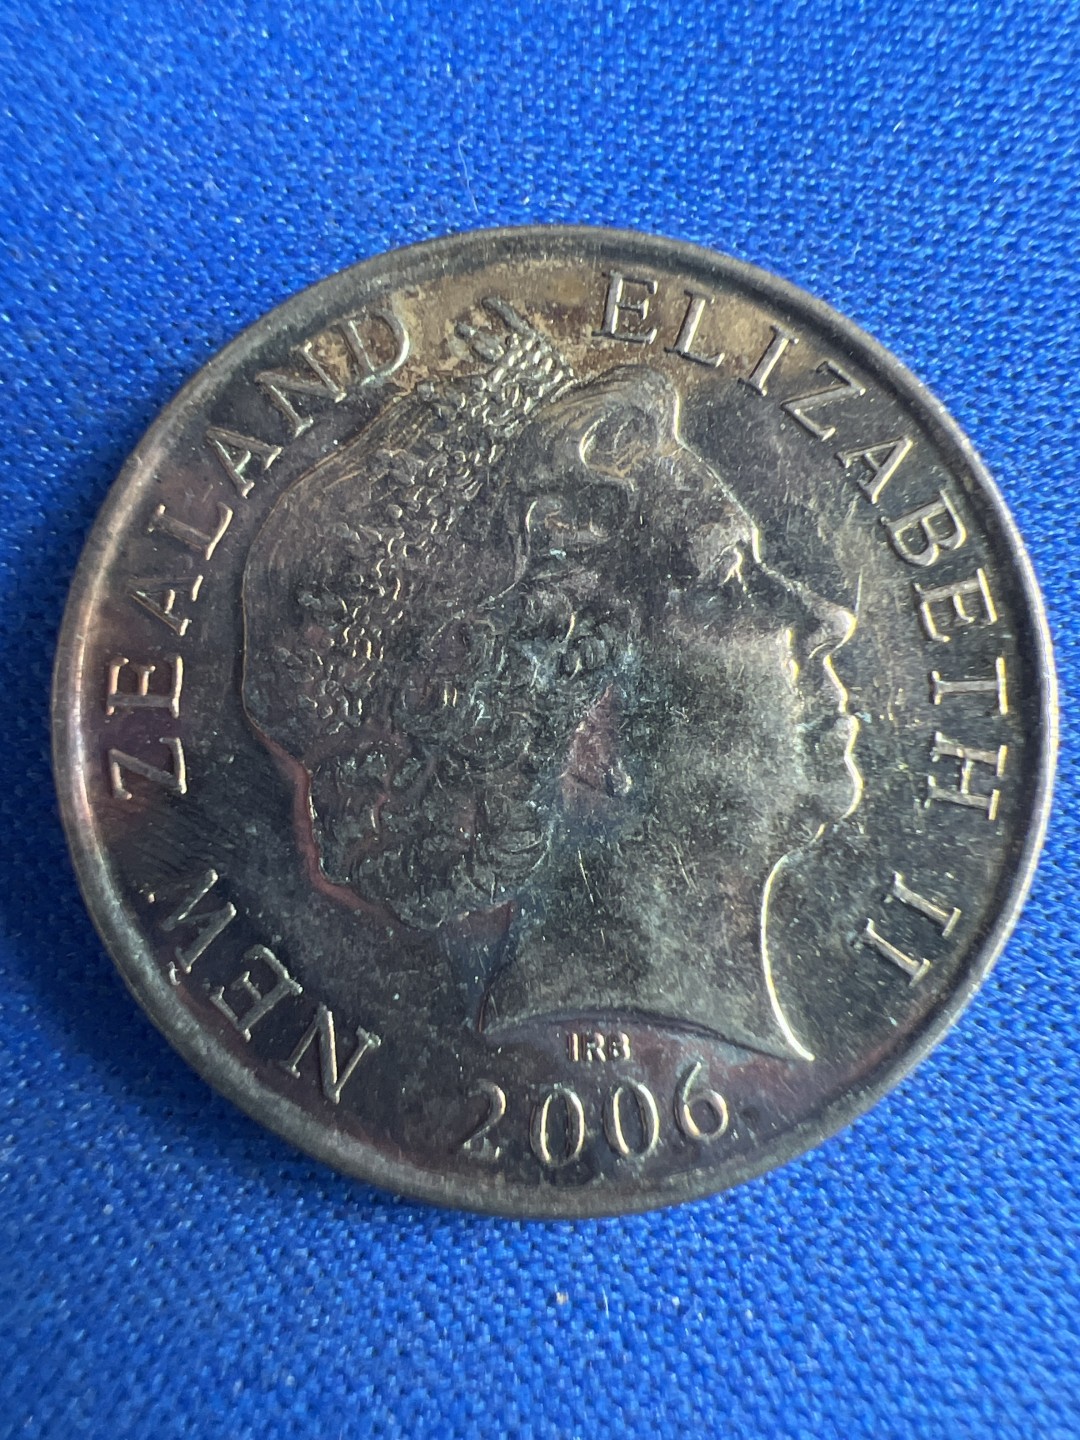 NEW ZEALAND ELIZABETH II
IRB
2006